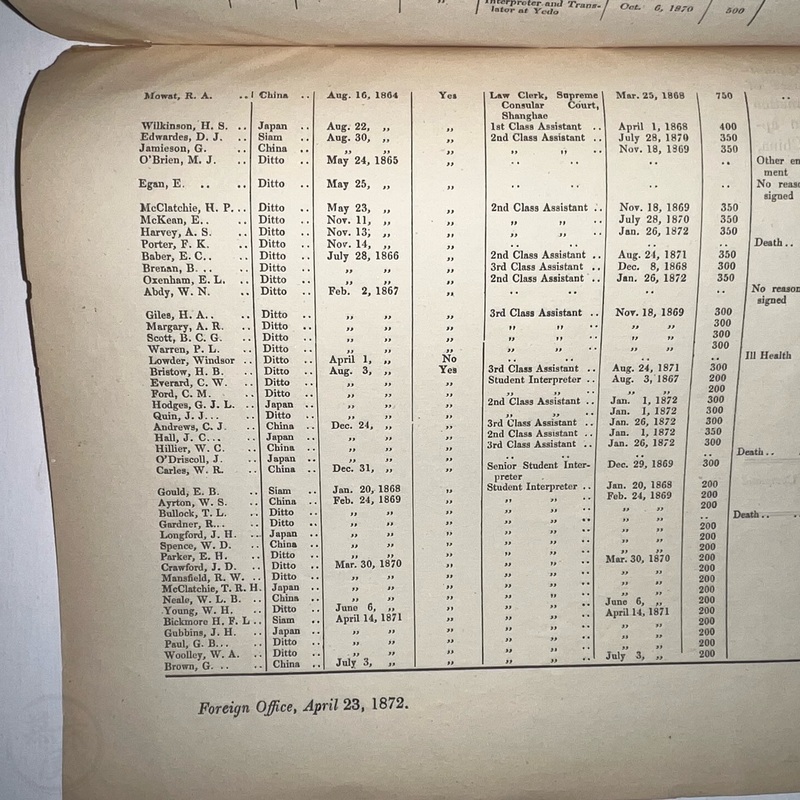 Interpreter and Trans- Oct. 6, 1870 500
lator at Yedo
Mowat, R. A. .. China .. Aug. 16, 1864 Yes Law Clerk, Supreme Mar. 25, 1868 750 ..
Consular Court,
Shanghae
Wilkinson, H. S. .. Japan .. Aug. 22, „ „ 1st Class Assistant .. April 1, 1868 400
Edwardes, D. J. .. Siam .. Aug. 30, „ „ 2nd Class Assistant .. July 28, 1870 350
Jamieson, G. .. China .. „ „ „ „ „ .. Nov. 18, 1869 350
O'Brien, M. J. .. Ditto .. May 24, 1865 „ .. .. .. .. Other en
ment
Egan, E. .. .. Ditto .. May 25, „ „ .. .. .. .. No reaso
signed
McClatchie, H. P... Ditto .. May 23, „ „ 2nd Class Assistant .. Nov. 18, 1869 350
McKean, E.. .. Ditto .. Nov. 11, „ „ „ „ .. July 28, 1870 350
Harvey, A. S. .. Ditto .. Nov. 13, „ „ „ „ .. Jan. 26, 1872 350
Porter, F. K. .. Ditto .. Nov. 14, „ „ .. .. .. .. Death ..
Baber, E. C.. .. Ditto .. July 28, 1866 „ 2nd Class Assistant .. Aug. 24, 1871 350
Brenan, B. .. .. Ditto .. „ „ „ 3rd Class Assistant .. Dec. 8, 1868 300
Oxenham, E. L. .. Ditto .. „ „ „ 2nd Class Assistant .. Jan. 26, 1872 350
Abdy, W. N. .. Ditto .. Feb. 2, 1867 „ .. .. .. .. No reason
signed
Giles, H. A.. .. Ditto .. „ „ „ 3rd Class Assistant .. Nov. 18, 1869 300
Margary, A. R. .. Ditto .. „ „ „ „ „ .. „ „ 300
Scott, B. C. G. .. Ditto .. „ „ „ „ „ .. „ „ 300
Warren, P. L. .. Ditto .. „ „ „ „ „ .. „ „ 300
Lowder, Windsor .. Ditto .. April 1, „ No .. .. .. .. Ill Health
Bristow, H. B. .. Ditto .. Aug. 3, „ Yes 3rd Class Assistant .. Aug. 24, 1871 300
Everard, C. W. .. Ditto .. „ „ „ Student Interpreter .. Aug. 3, 1867 200
Ford, C. M. .. Ditto .. „ „ „ „ „ .. „ „ 200
Hodges, G. J. L. .. Japan .. „ „ „ 2nd Class Assistant .. Jan. 1, 1872 300
Quin, J. J. .. .. Ditto .. „ „ „ „ „ .. Jan. 1, 1872 300
Andrews, C. J. .. China .. Dec. 24, „ „ 3rd Class Assistant .. Jan. 26, 1872 300
Hall, J. C... .. Japan .. „ „ „ 2nd Class Assistant .. Jan. 1, 1872 350
Hillier, W. C. .. China .. „ „ „ 3rd Class Assistant .. Jan. 26, 1872 300
O'Driscoll, J. .. Japan .. „ „ „ .. .. .. .. Death ..
Carles, W. R. .. China .. Dec. 31, „ „ Senior Student Inter- Dec. 29, 1869 300
preter
Gould, E. B. .. Siam .. Jan. 20, 1868 „ Student Interpreter .. Jan. 20, 1868 200
Ayrton, W. S. .. China .. Feb. 24, 1869 „ „ „ .. Feb. 24, 1869 200
Bullock, T. L. .. Ditto .. „ „ „ „ „ .. „ „ 200
Gardner, R... .. Ditto .. „ „ „ „ „ .. „ „ .. Death ..
Longford, J. H. .. Japan .. „ „ „ „ „ .. „ „ 200
Spence, W. D. .. China .. „ „ „ „ „ .. „ „ 200
Parker, E. H. .. Ditto .. „ „ „ „ „ .. „ „ 200
Crawford, J. D. .. Ditto .. Mar. 30, 1870 „ „ „ .. Mar. 30, 1870 200
Mansfield, R. W. .. Ditto .. „ „ „ „ „ .. „ „ 200
McClatchie, T. R. H. Japan .. „ „ „ „ „ .. „ „ 200
Neale, W. L. B. .. China .. „ „ „ „ „ .. „ „ 200
Young, W. H. .. Ditto .. June 6, „ „ „ „ .. June 6, „ 200
Bickmore H. F. L .. Siam .. April 14, 1871 „ „ „ .. April 14, 1871 200
Gubbins, J. H. .. Japan .. „ „ „ „ „ .. „ „ 200
Paul, G. B... .. Ditto .. „ „ „ „ „ .. „ „ 200
Woolley, W. A. .. Ditto .. „ „ „ „ „ .. „ „ 200
Brown, G. .. .. China .. July 3, „ „ „ „ .. July 3, „ 200
Foreign Office, April 23, 1872.